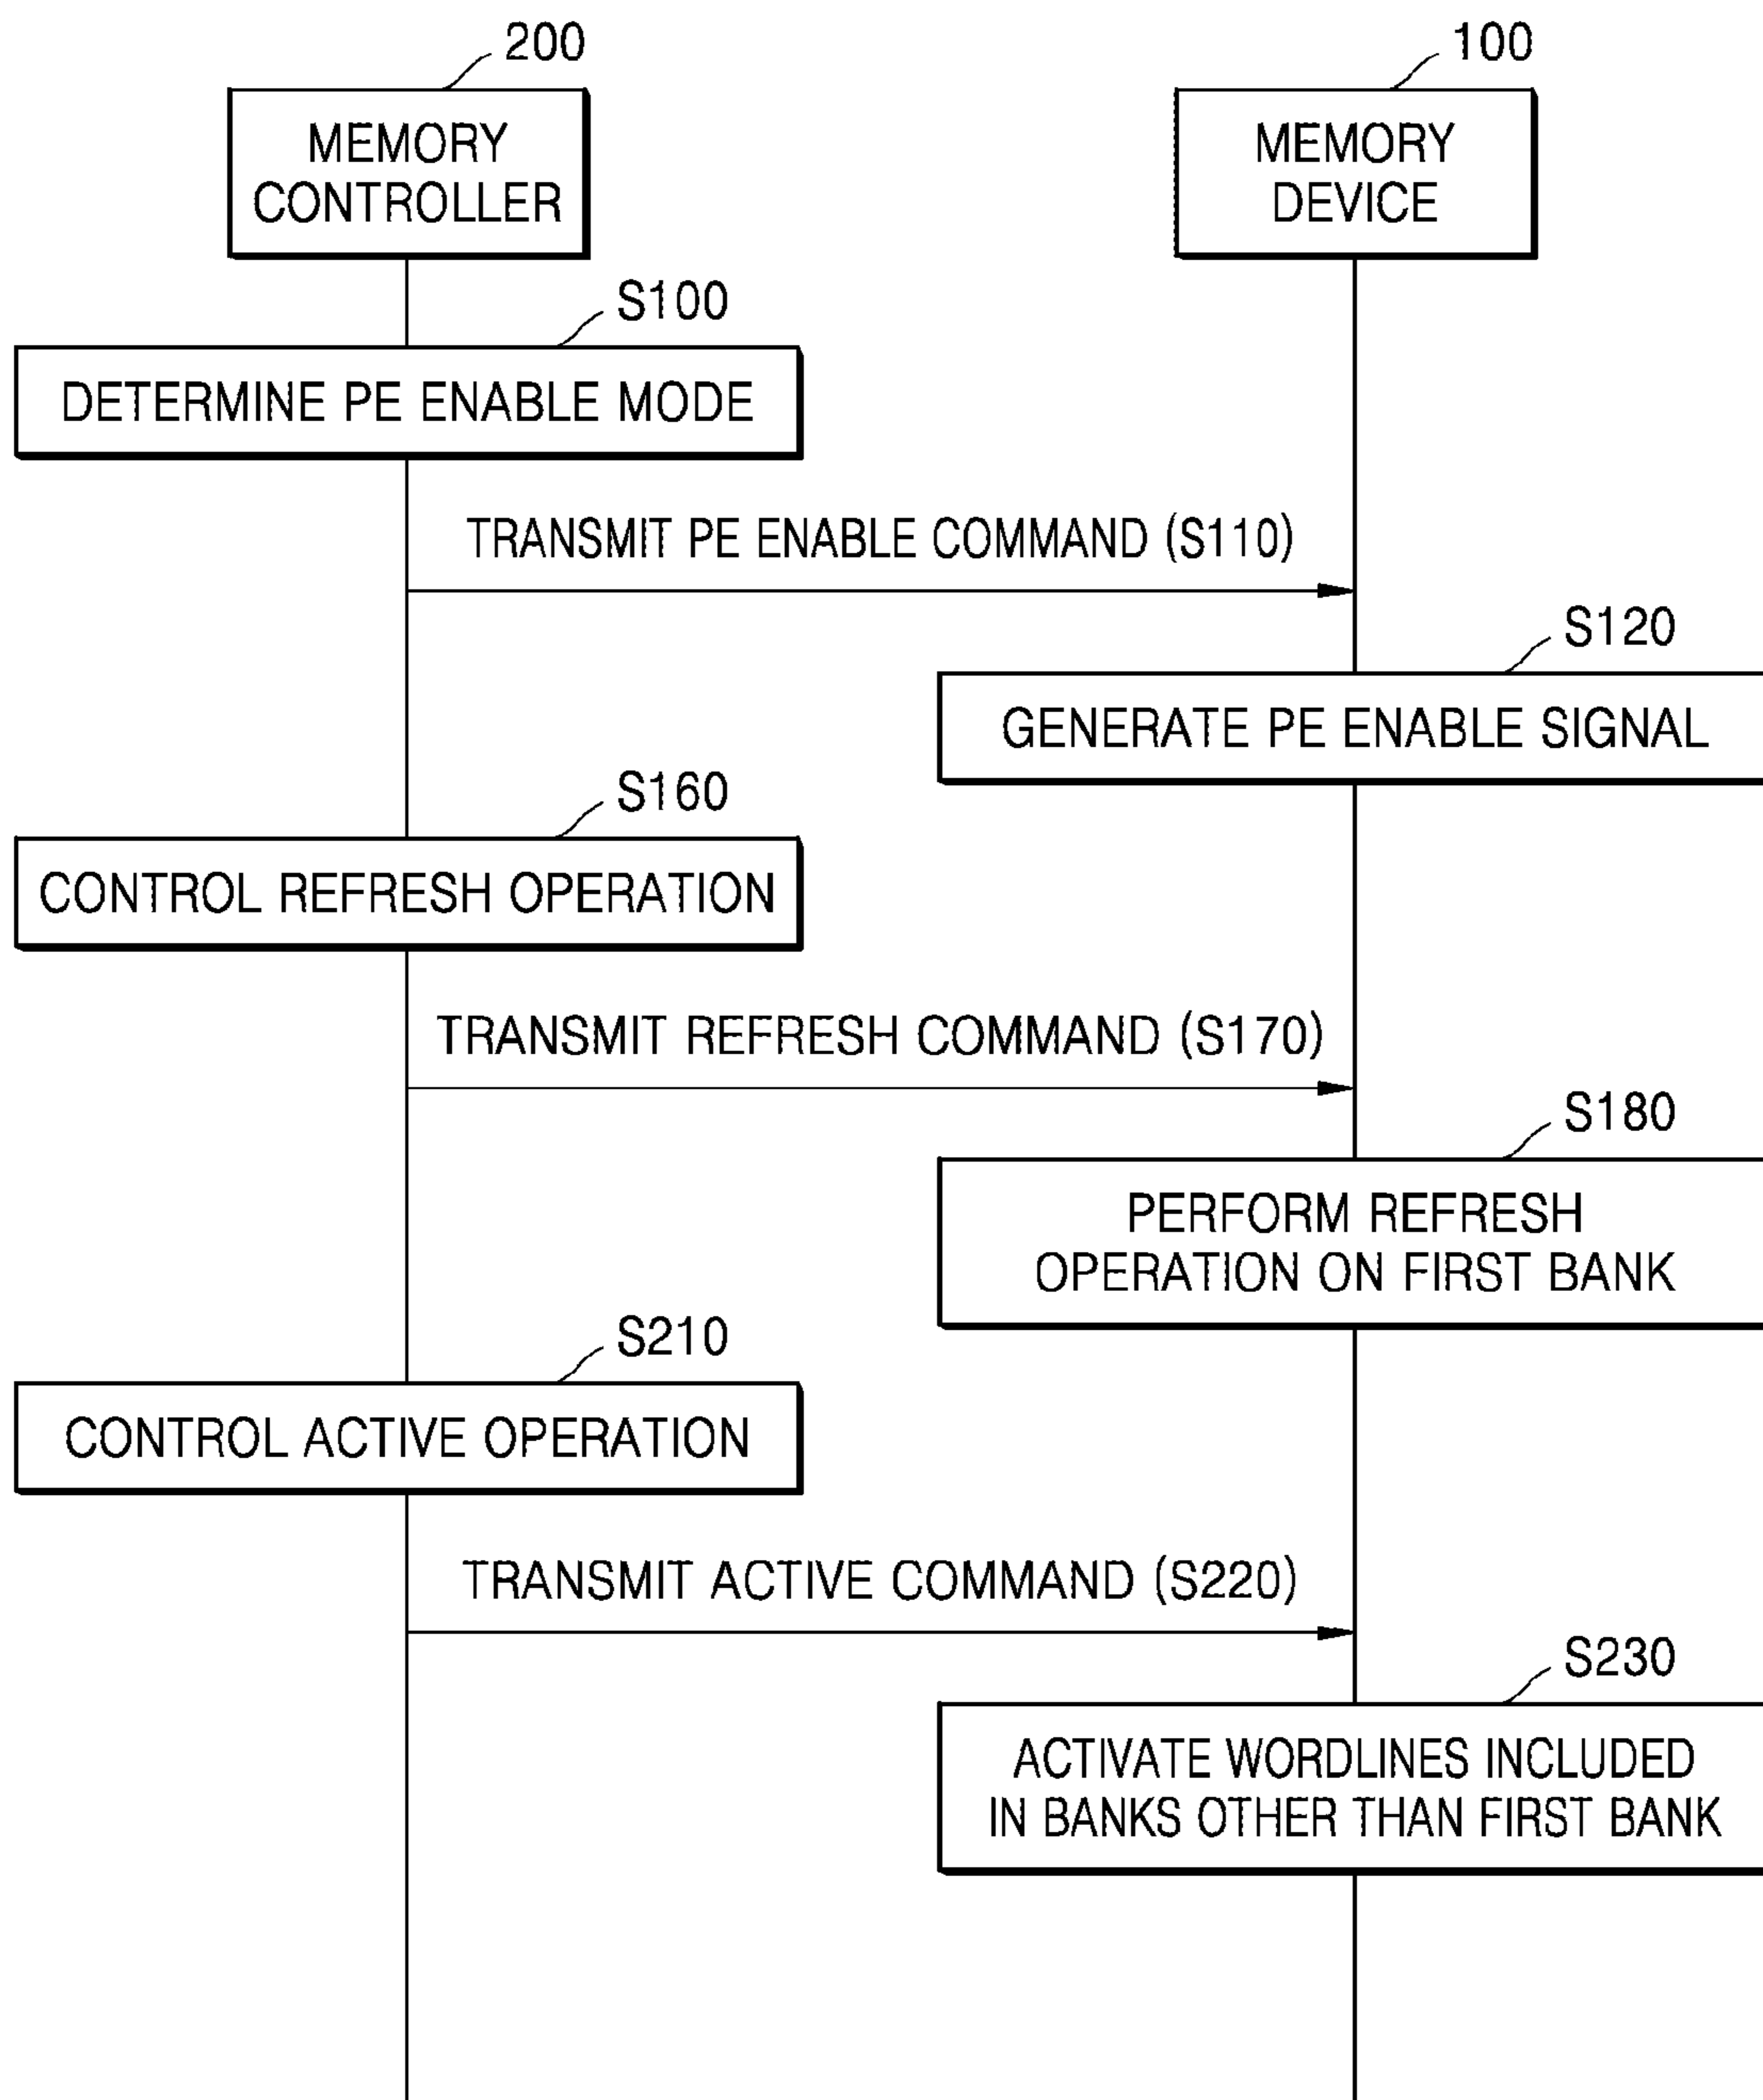 200
100
MEMORY
CONTROLLER
MEMORY
DEVICE
S100
DETERMINE PE ENABLE MODE
TRANSMIT PE ENABLE COMMAND (S110)
S120
GENERATE PE ENABLE SIGNAL
S160
CONTROL REFRESH OPERATION
TRANSMIT REFRESH COMMAND (S170)
S180
PERFORM REFRESH
OPERATION ON FIRST BANK
S210
CONTROL ACTIVE OPERATION
TRANSMIT ACTIVE COMMAND (S220)
S230
ACTIVATE WORDLINES INCLUDED
IN BANKS OTHER THAN FIRST BANK